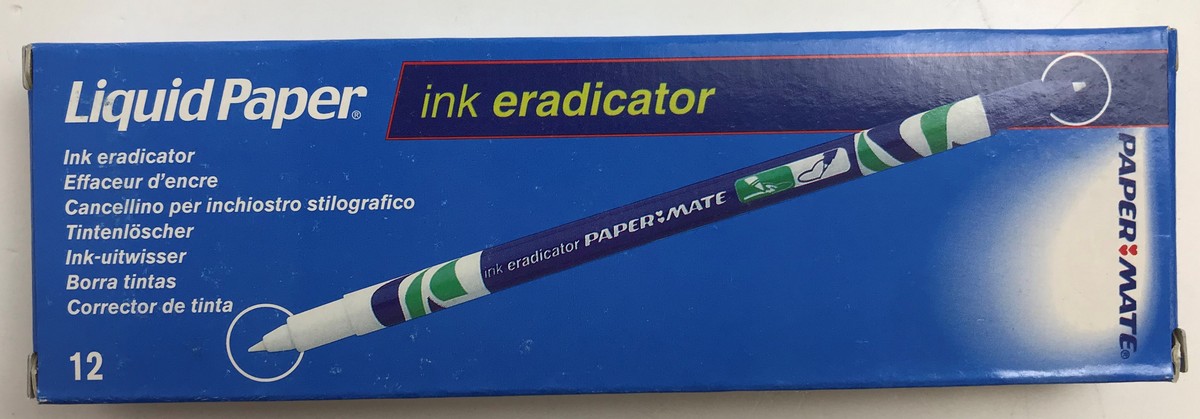 Liquid Paper®
ink eradicator
Ink eradicator
Effaceur d'encre
Cancellino per inchiostro stilografico
Tintenlöscher
Ink-uitwisser
Borra tintas
Corrector de tinta
12
ink eradicator PAPER MATE
PAPER MATE®